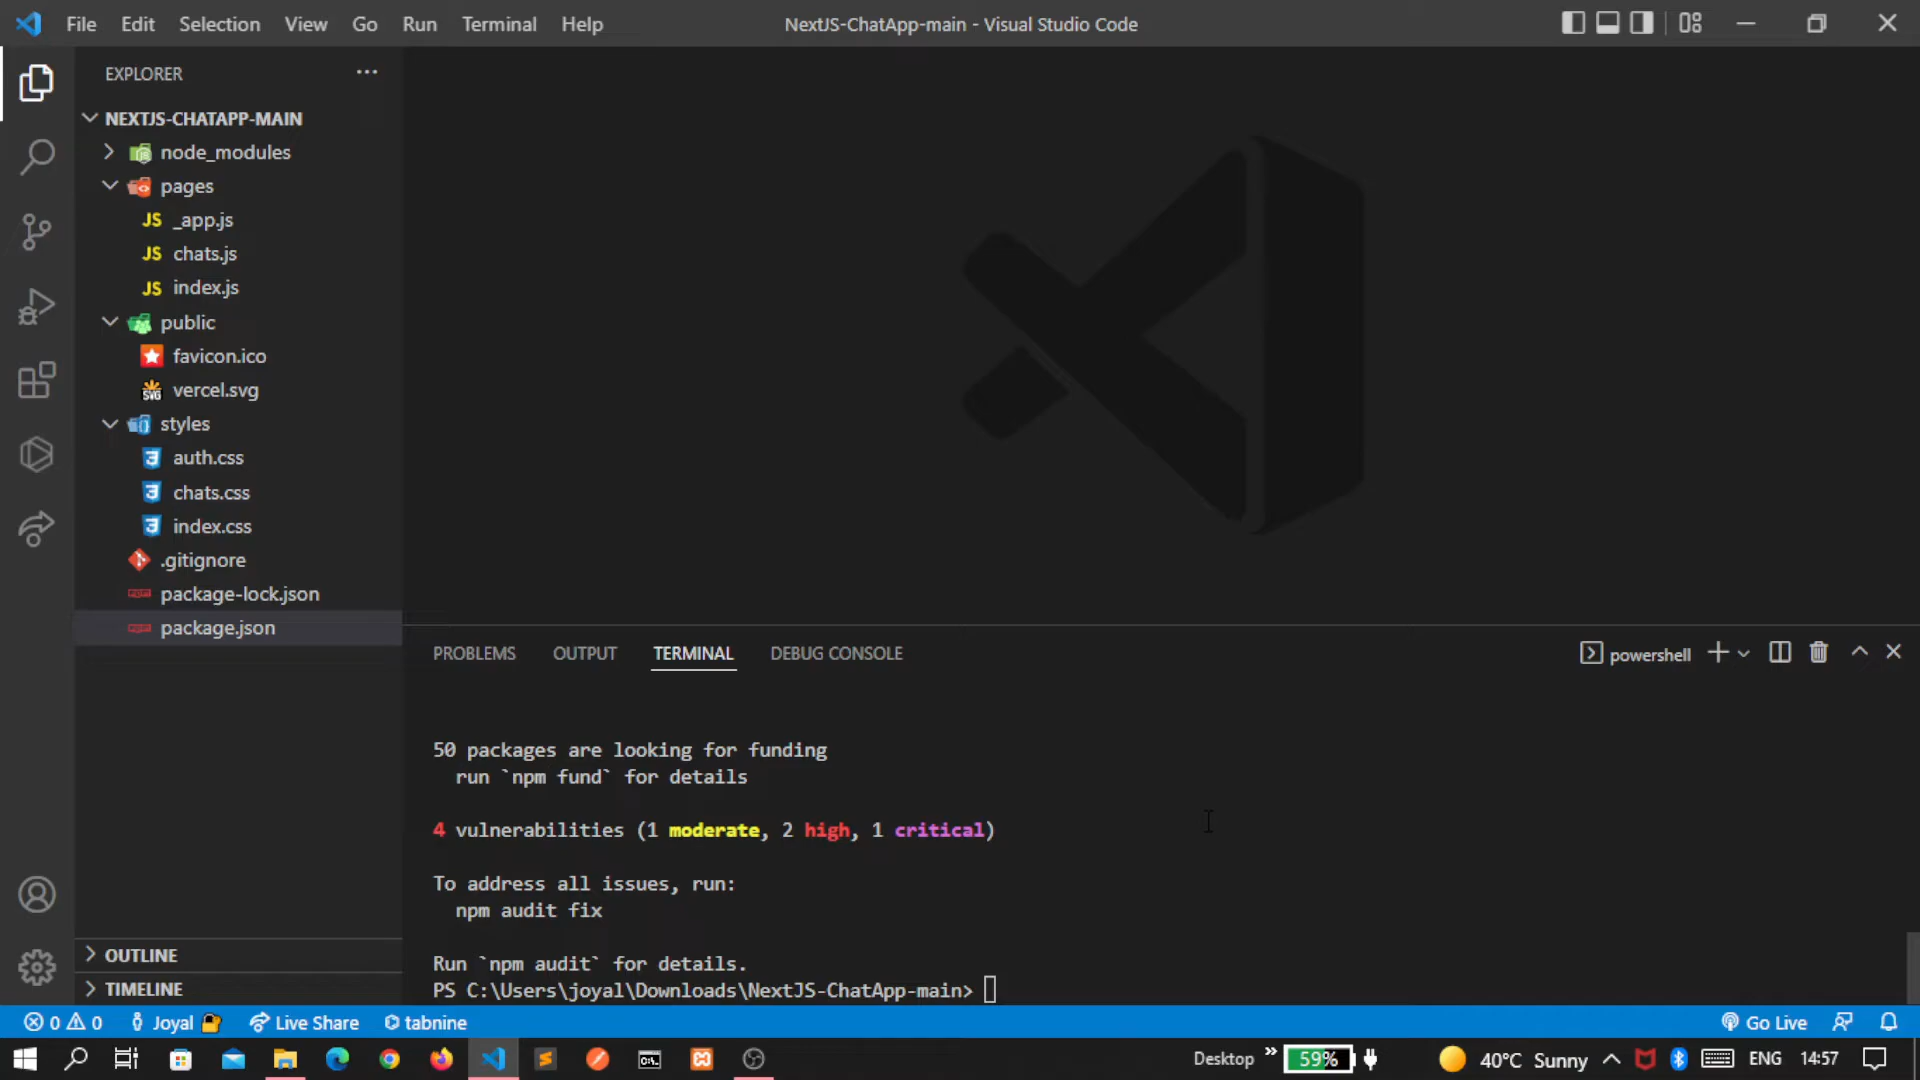 File Edit Selection View Go Run Terminal Help
NextJS-ChatApp-main - Visual Studio Code
EXPLORER
NEXTJS-CHATAPP-MAIN
node_modules
pages
JS _app.js
JS chats.js
JS index.js
public
favicon.ico
SVG vercel.svg
styles
auth.css
chats.css
index.css
.gitignore
package-lock.json
package.json
OUTLINE
TIMELINE
PROBLEMS OUTPUT TERMINAL DEBUG CONSOLE
powershell
50 packages are looking for funding
run `npm fund` for details
4 vulnerabilities (1 moderate, 2 high, 1 critical)
To address all issues, run:
npm audit fix
Run `npm audit` for details.
PS C:\Users\joyal\Downloads\NextJS-ChatApp-main>
0 0 Joyal Live Share tabnine
Go Live
Desktop » 59% 40°C Sunny ENG 14:57